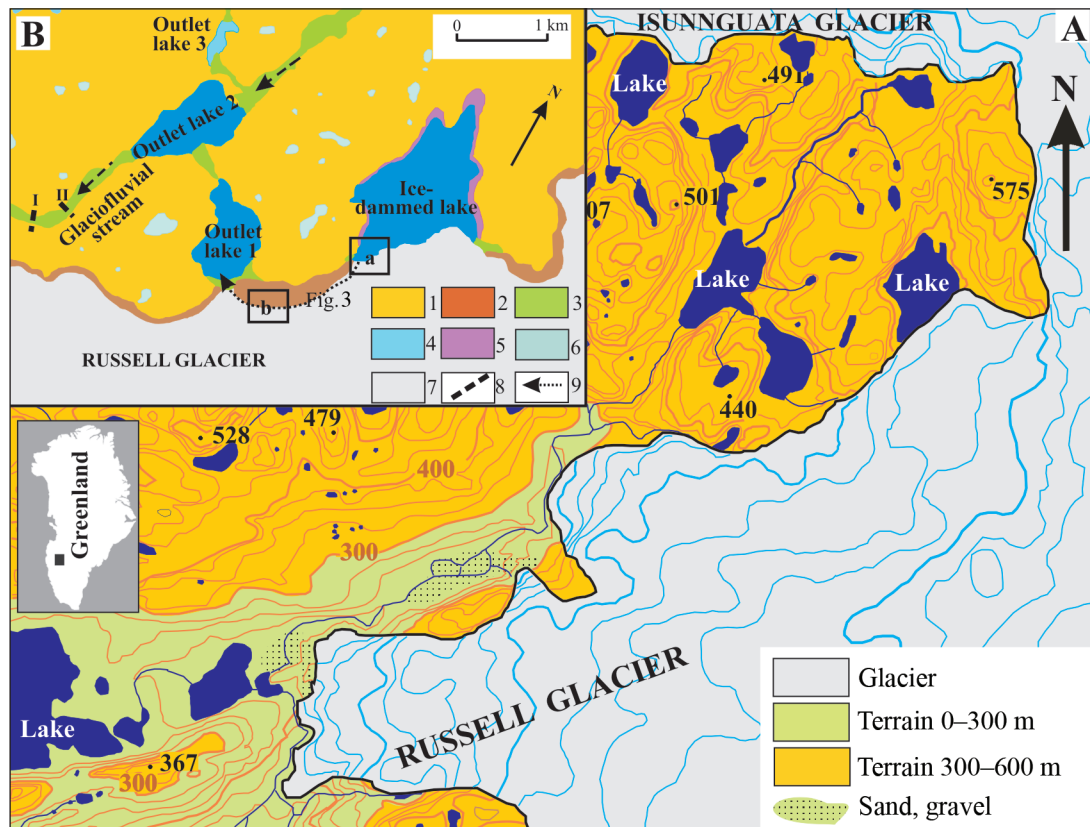 B
Outlet
lake 3
0 1 km
N
Outlet lake 2
I
II
Glaciofluvial
stream
Outlet
lake 1
Ice-
dammed lake
a
b
Fig. 3
RUSSELL GLACIER
1
2
3
4
5
6
7
8
9
ISUNNGUATA GLACIER
A
N
Lake
491
575
501
07
Lake
Lake
440
528
479
400
300
Greenland
Lake
367
300
RUSSELL GLACIER
Glacier
Terrain 0–300 m
Terrain 300–600 m
Sand, gravel